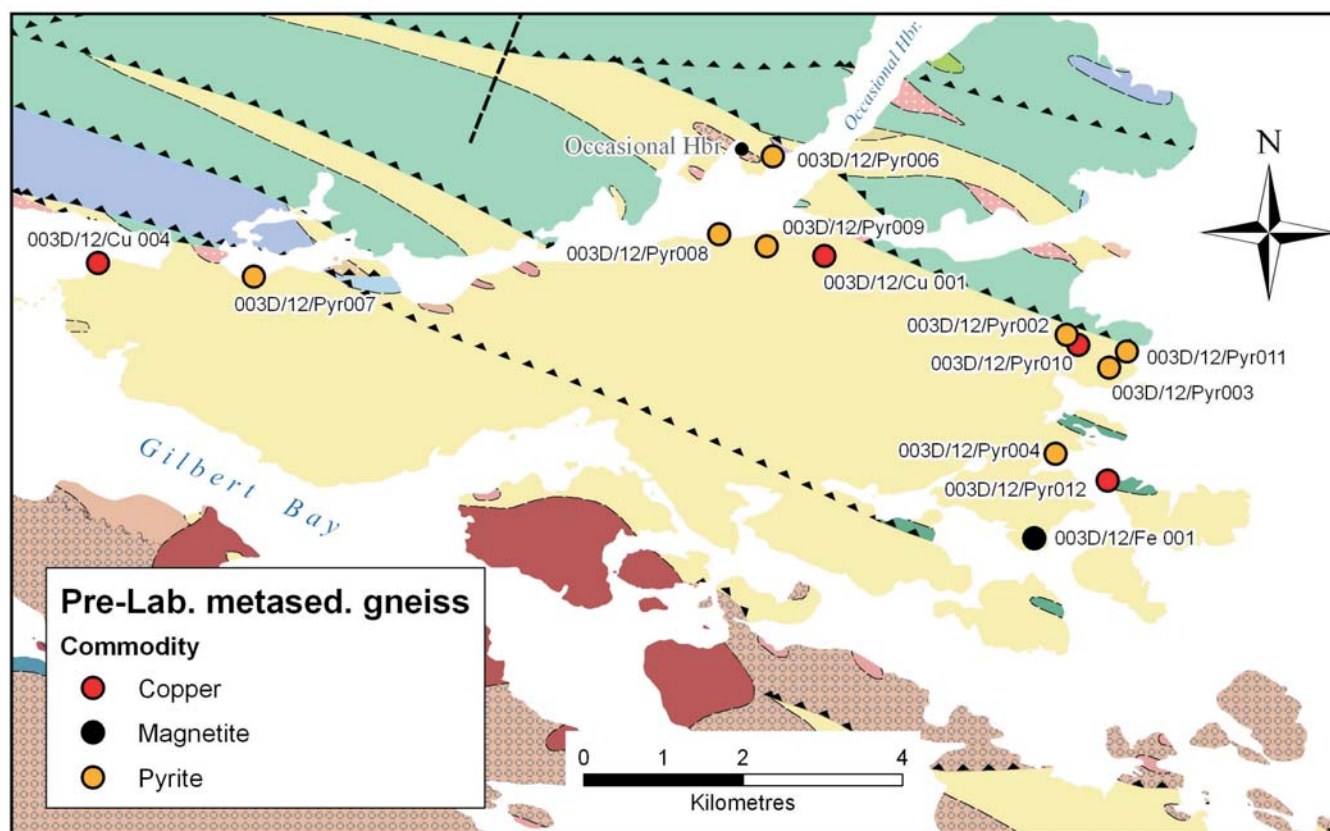 Occasional Hbr.
N
Occasional Hbr.
003D/12/Pyr006
003D/12/Cu 004
003D/12/Pyr009
003D/12/Pyr008
003D/12/Pyr007
003D/12/Cu 001
003D/12/Pyr002
003D/12/Pyr010
003D/12/Pyr011
003D/12/Pyr003
Gilbert Bay
003D/12/Pyr004
003D/12/Pyr012
003D/12/Fe 001
Pre-Lab. metased. gneiss
Commodity
Copper
Magnetite
Pyrite
0 1 2 4
Kilometres